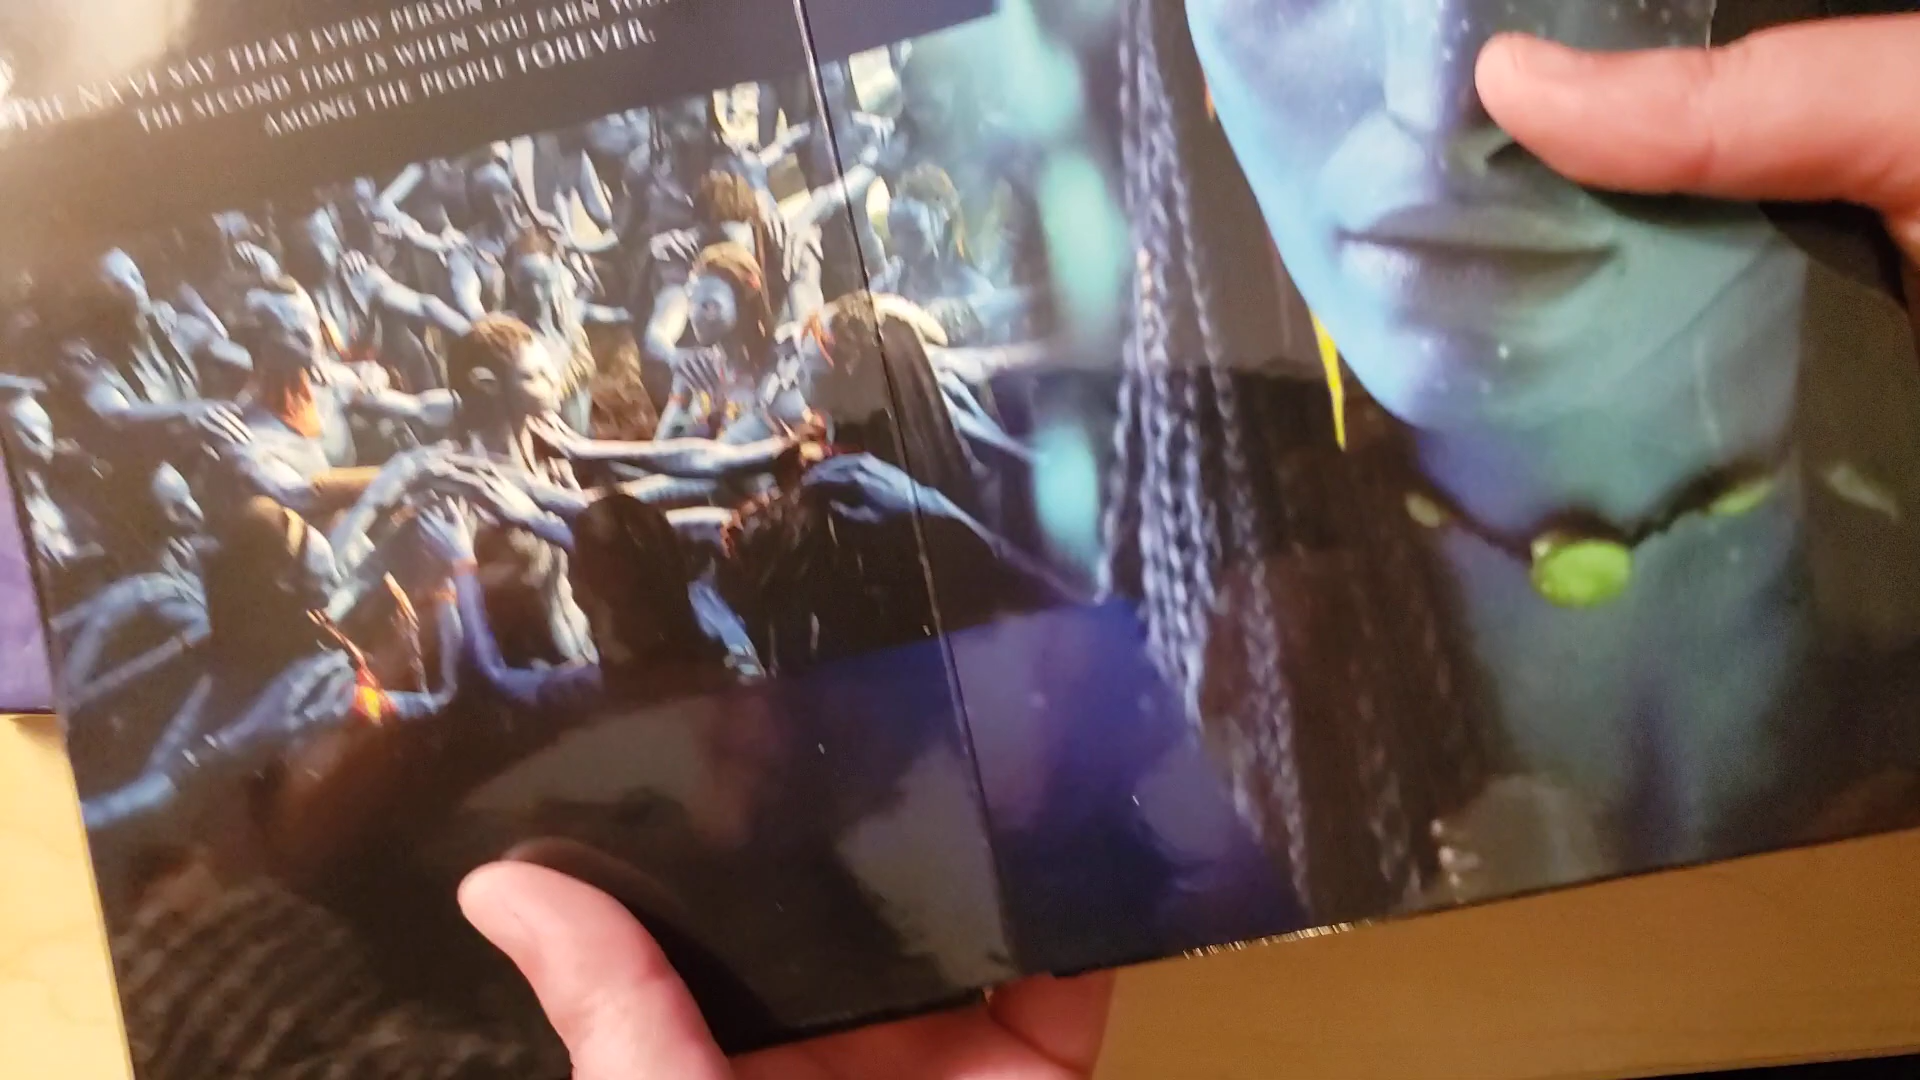 THE NA'VI SAY THAT EVERY PERSON IS
THE SECOND TIME IS WHEN YOU EARN YOUR
AMONG THE PEOPLE FOREVER.